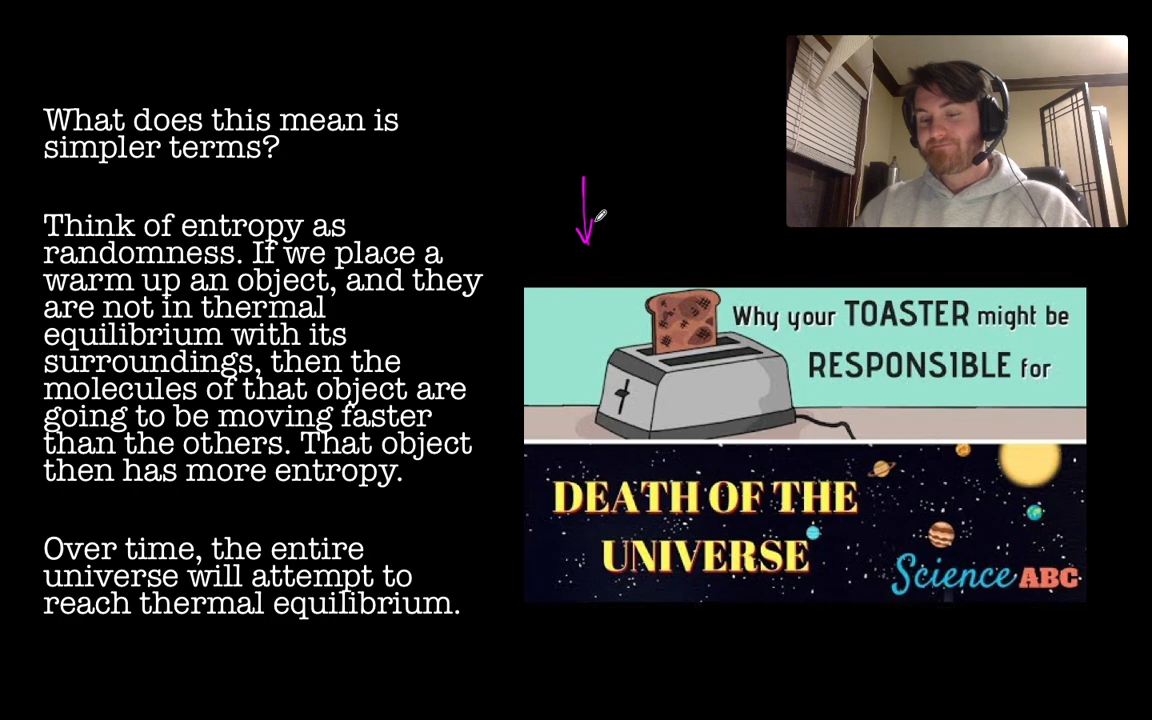 What does this mean is
simpler terms?
Think of entropy as
randomness. If we place a
warm up an object, and they
are not in thermal
equilibrium with its
surroundings, then the
molecules of that object are
going to be moving faster
than the others. That object
then has more entropy.
Over time, the entire
universe will attempt to
reach thermal equilibrium.
Why your TOASTER might be
RESPONSIBLE for
DEATH OF THE
UNIVERSE
Science ABC